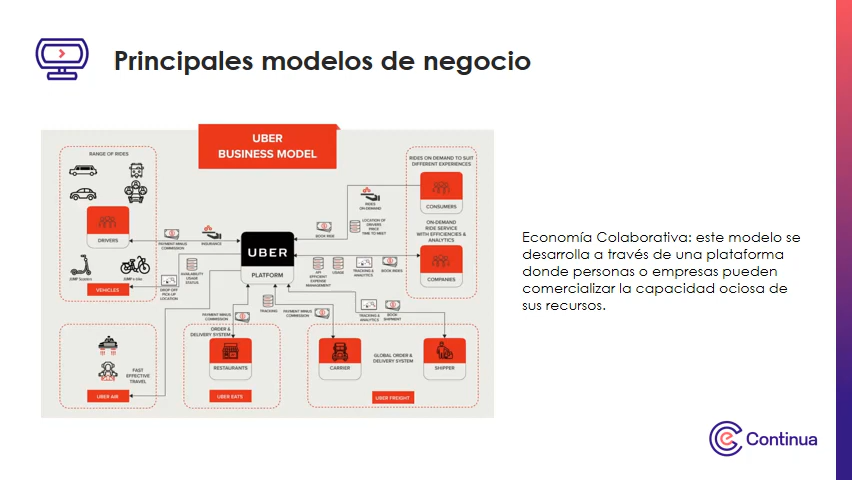 Principales modelos de negocio
UBER
BUSINESS MODEL
RANGE OF RIDES
DRIVERS
PAYMENT MINUS
COMMISSION
INSURANCE
JUMP Scooters
JUMP e-bike
VEHICLES
DROP OFF
PICK-UP
LOCATION
AVAILABILITY
USAGE
STATUS
UBER
PLATFORM
RIDES ON DEMAND TO SUIT
DIFFERENT EXPERIENCES
CONSUMERS
RIDES
ON-DEMAND
BOOK RIDE
LOCATION OF
DRIVERS
PRICE
TIME TO MEET
ON-DEMAND
RIDE SERVICE
WITH EFFICIENCIES &
ANALYTICS
COMPANIES
API
EFFICIENT
EXPENSE
MANAGEMENT
USAGE
TRACKING &
ANALYTICS
BOOK RIDES
TRACKING
PAYMENT MINUS
COMMISSION
PAYMENT MINUS
COMMISSION
TRACKING &
ANALYTICS
BOOK
SHIPMENT
FAST
EFFECTIVE
TRAVEL
UBER AIR
ORDER &
DELIVERY SYSTEM
RESTAURANTS
UBER EATS
CARRIER
GLOBAL ORDER &
DELIVERY SYSTEM
SHIPPER
UBER FREIGHT
Economía Colaborativa: este modelo se
desarrolla a través de una plataforma
donde personas o empresas pueden
comercializar la capacidad ociosa de
sus recursos.
Continua